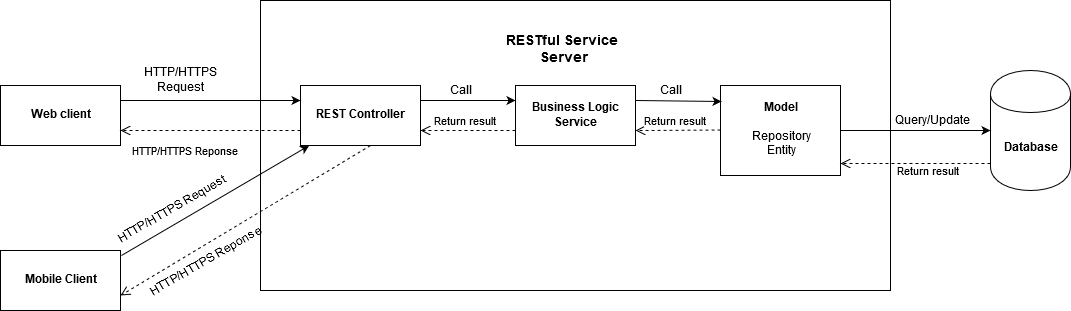 RESTful Service
Server
HTTP/HTTPS
Request
Web client
REST Controller
Call
Business Logic
Service
Call
Model
Repository
Entity
Query/Update
Database
HTTP/HTTPS Reponse
Return result
Return result
Return result
HTTP/HTTPS Request
HTTP/HTTPS Reponse
Mobile Client